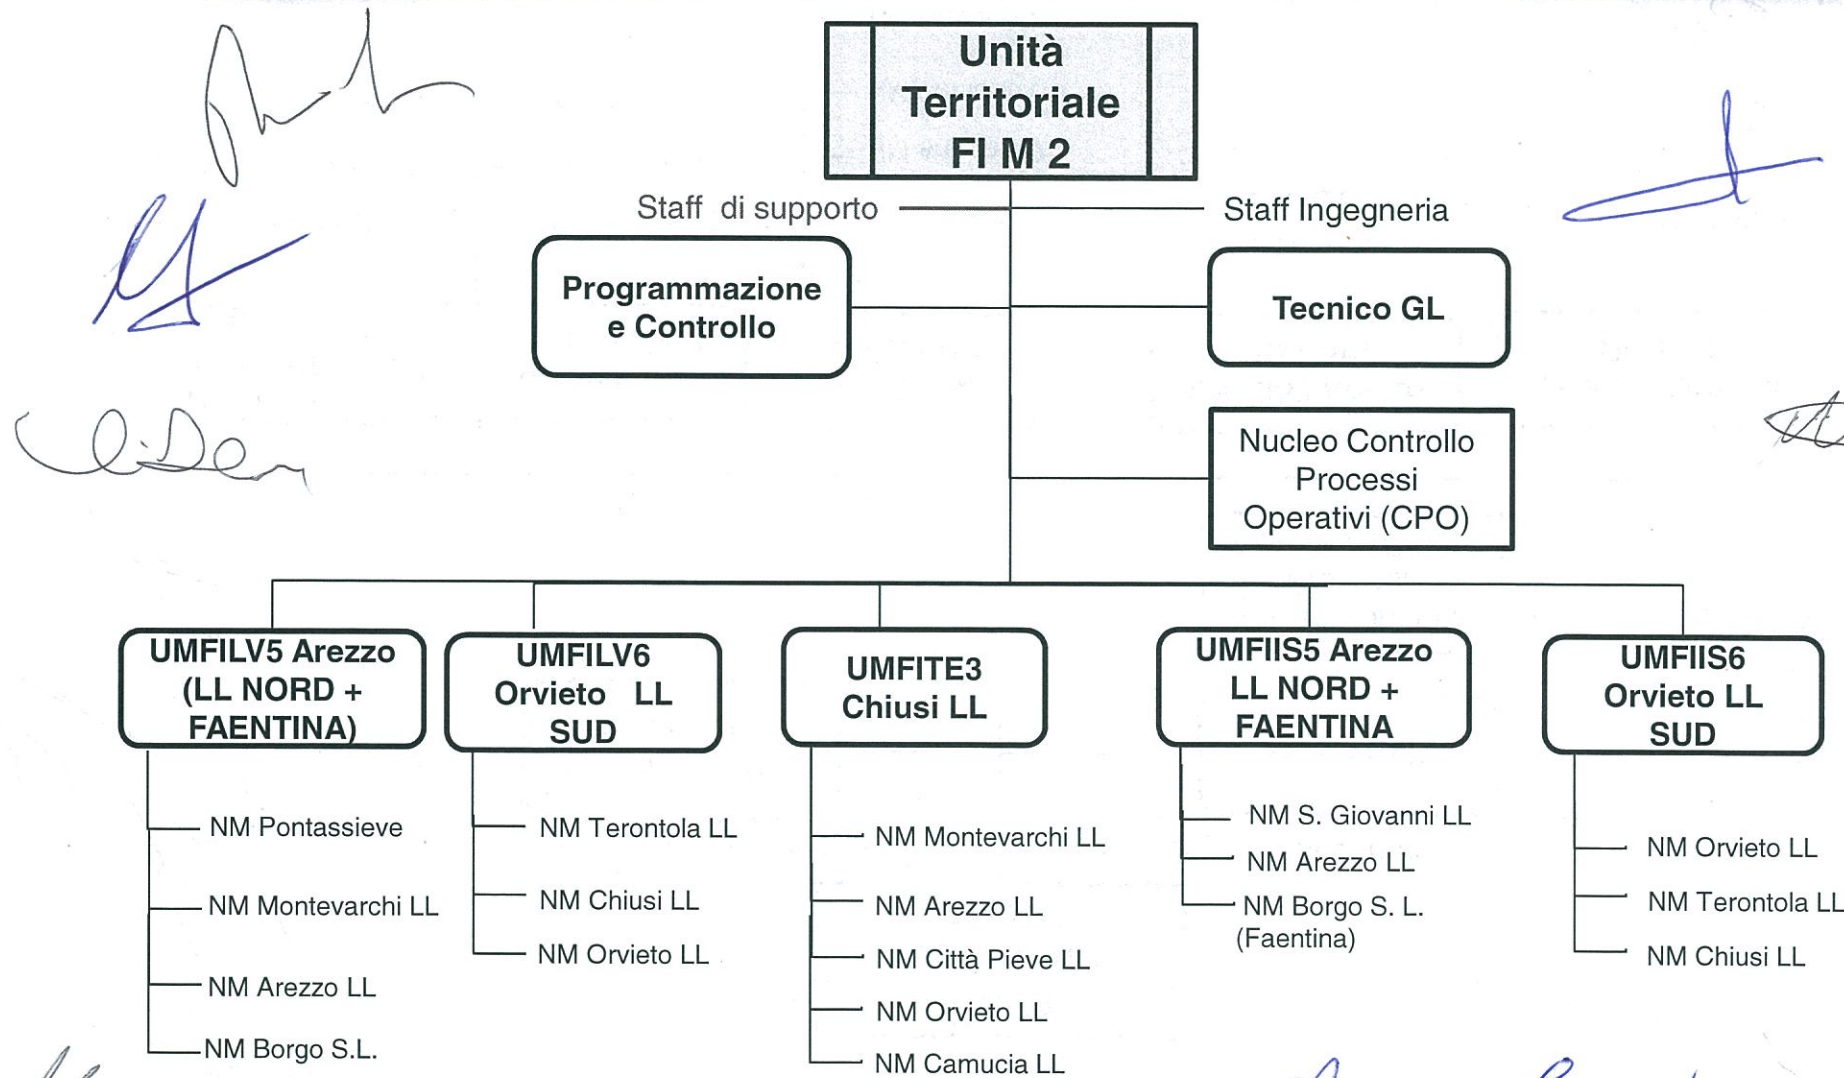 Unità
Territoriale
FI M 2
Staff di supporto
Staff Ingegneria
Programmazione
e Controllo
Tecnico GL
Nucleo Controllo
Processi
Operativi (CPO)
UMFILV5 Arezzo
(LL NORD +
FAENTINA)
NM Pontassieve
NM Montevarchi LL
NM Arezzo LL
NM Borgo S.L.
UMFILV6
Orvieto LL
SUD
NM Terontola LL
NM Chiusi LL
NM Orvieto LL
UMFITE3
Chiusi LL
NM Montevarchi LL
NM Arezzo LL
NM Città Pieve LL
NM Orvieto LL
NM Camucia LL
UMFIIS5 Arezzo
LL NORD +
FAENTINA
NM S. Giovanni LL
NM Arezzo LL
NM Borgo S. L.
(Faentina)
UMFIIS6
Orvieto LL
SUD
NM Orvieto LL
NM Terontola LL
NM Chiusi LL